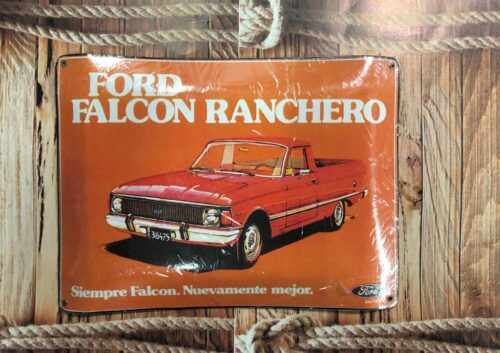 FORD
FALCON RANCHERO
Siempre Falcon. Nuevamente mejor.
Ford